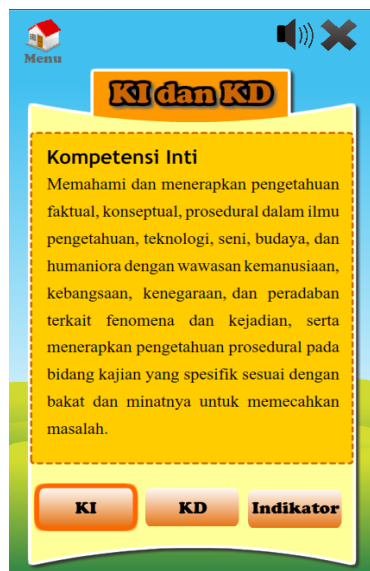 Menu
KI dan KD
Kompetensi Inti
Memahami dan menerapkan pengetahuan
faktual, konseptual, prosedural dalam ilmu
pengetahuan, teknologi, seni, budaya, dan
humaniora dengan wawasan kemanusiaan,
kebangsaan, kenegaraan, dan peradaban
terkait fenomena dan kejadian, serta
menerapkan pengetahuan prosedural pada
bidang kajian yang spesifik sesuai dengan
bakat dan minatnya untuk memecahkan
masalah.
KI KD Indikator